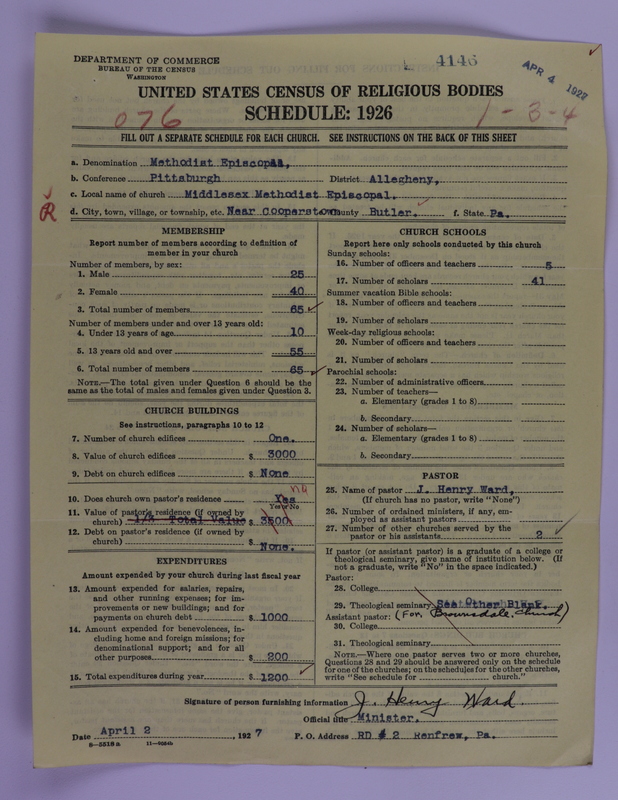 DEPARTMENT OF COMMERCE
BUREAU OF THE CENSUS
WASHINGTON
4146
APR 4 1927
UNITED STATES CENSUS OF RELIGIOUS BODIES
SCHEDULE: 1926
076
1-3-4
FILL OUT A SEPARATE SCHEDULE FOR EACH CHURCH. SEE INSTRUCTIONS ON THE BACK OF THIS SHEET
a. Denomination Methodist Episcopal,
b. Conference Pittsburgh District Allegheny,
c. Local name of church Middlesex Methodist Episcopal.
R d. City, town, village, or township, etc. Near Cooperstown County Butler. f. State Pa.
MEMBERSHIP
Report number of members according to definition of
member in your church
Number of members, by sex:
1. Male 25
2. Female 40
3. Total number of members 65
Number of members under and over 13 years old:
4. Under 13 years of age 10
5. 13 years old and over 55
6. Total number of members 65
NOTE.—The total given under Question 6 should be the
same as the total of males and females given under Question 3.
CHURCH BUILDINGS
See instructions, paragraphs 10 to 12
7. Number of church edifices One.
8. Value of church edifices $ 3000
9. Debt on church edifices $ None
10. Does church own pastor's residence Yes
Yes or No
11. Value of pastor's residence (if owned by
church) 1/2 Total Value $ 3500
12. Debt on pastor's residence (if owned by
church) $ None.
EXPENDITURES
Amount expended by your church during last fiscal year
13. Amount expended for salaries, repairs,
and other running expenses; for im-
provements or new buildings; and for
payments on church debt $ 1000
14. Amount expended for benevolences, in-
cluding home and foreign missions; for
denominational support; and for all
other purposes $ 200
15. Total expenditures during year $ 1200
CHURCH SCHOOLS
Report here only schools conducted by this church
Sunday schools:
16. Number of officers and teachers 5
17. Number of scholars 41
Summer vacation Bible schools:
18. Number of officers and teachers
19. Number of scholars
Week-day religious schools:
20. Number of officers and teachers
21. Number of scholars
Parochial schools:
22. Number of administrative officers
23. Number of teachers—
a. Elementary (grades 1 to 8)
b. Secondary
24. Number of scholars—
a. Elementary (grades 1 to 8)
b. Secondary
PASTOR
25. Name of pastor J. Henry Ward,
(If church has no pastor, write "None")
26. Number of ordained ministers, if any, em-
ployed as assistant pastors
27. Number of other churches served by the
pastor or his assistants 2
If pastor (or assistant pastor) is a graduate of a college or
theological seminary, give name of institution below. (If
not a graduate, write "No" in the space indicated.)
Pastor:
28. College
29. Theological seminary See Other Blank.
Assistant pastor: (For Brownsdale Church)
30. College
31. Theological seminary
NOTE.—Where one pastor serves two or more churches,
Questions 28 and 29 should be answered only on the schedule
for one of the churches; on the schedules for the other churches,
write "See schedule for church."
Signature of person furnishing information J. Henry Ward.
Official title Minister.
Date April 2, 1927 P. O. Address RD # 2 Renfrew, Pa.
8—5518a 11—9084b